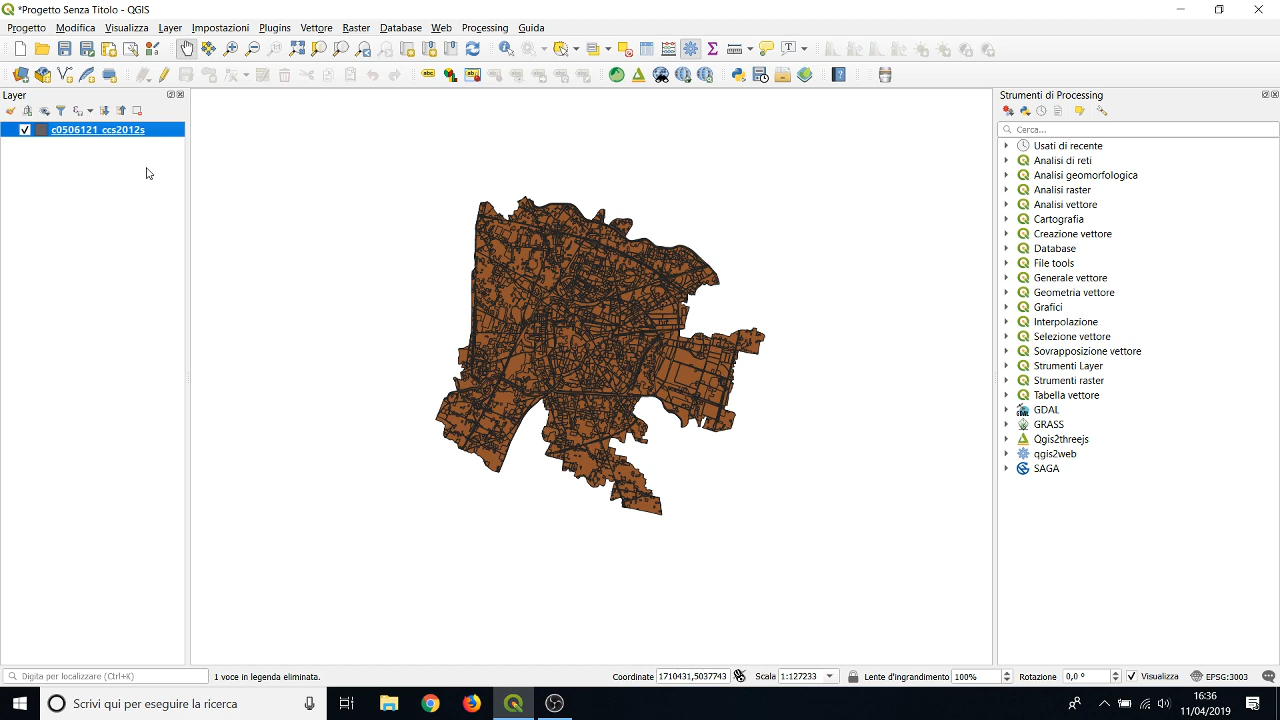 *Progetto Senza Titolo - QGIS
Progetto Modifica Visualizza Layer Impostazioni Plugins Vettore Raster Database Web Processing Guida
Layer
c0506121 ccs2012s
Strumenti di Processing
Cerca...
Usati di recente
Analisi di reti
Analisi geomorfologica
Analisi raster
Analisi vettore
Cartografia
Creazione vettore
Database
File tools
Generale vettore
Geometria vettore
Grafici
Interpolazione
Selezione vettore
Sovrapposizione vettore
Strumenti Layer
Strumenti raster
Tabella vettore
GDAL
GRASS
Qgis2threejs
qgis2web
SAGA
Digita per localizzare (Ctrl+K) 1 voce in legenda eliminata. Coordinate 1710431,5037743 Scala 1:127233 Lente d'ingrandimento 100% Rotazione 0,0 ° Visualizza EPSG:3003
Scrivi qui per eseguire la ricerca
16:36
11/04/2019